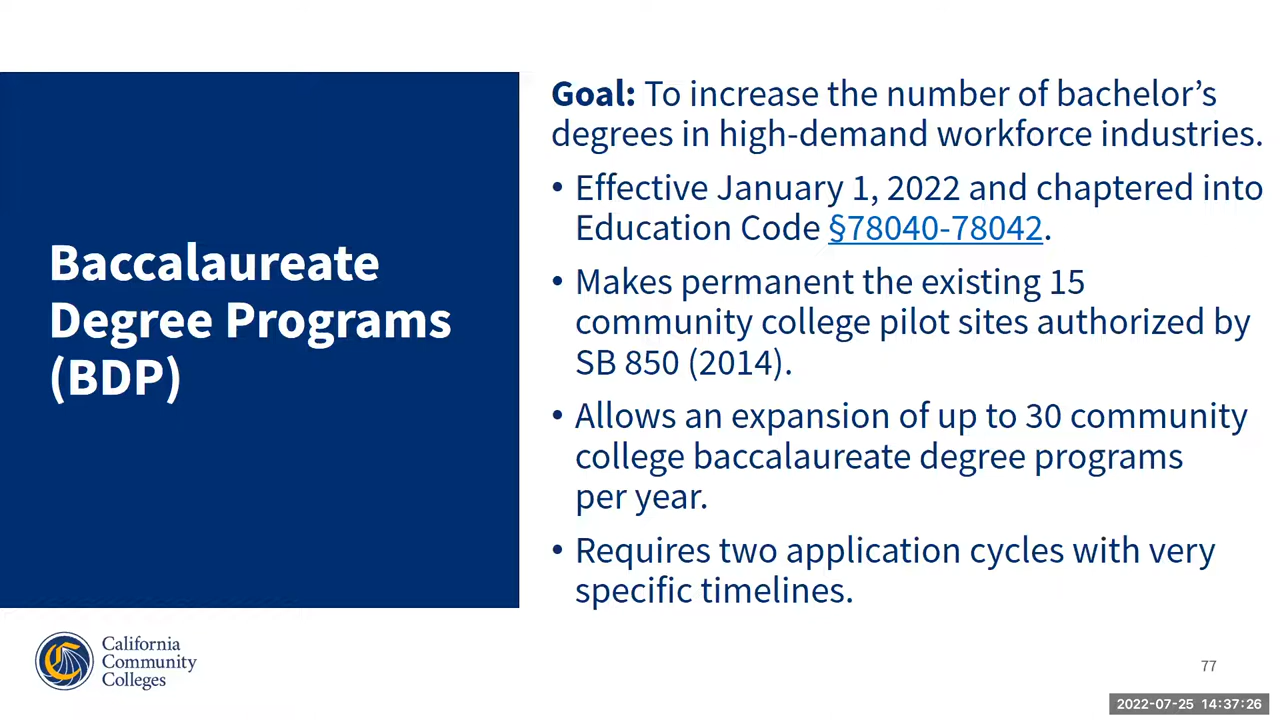 Baccalaureate
Degree Programs
(BDP)
Goal: To increase the number of bachelor’s
degrees in high-demand workforce industries.
• Effective January 1, 2022 and chaptered into
Education Code §78040-78042.
• Makes permanent the existing 15
community college pilot sites authorized by
SB 850 (2014).
• Allows an expansion of up to 30 community
college baccalaureate degree programs
per year.
• Requires two application cycles with very
specific timelines.
California
Community
Colleges
77
2022-07-25 14:37:26